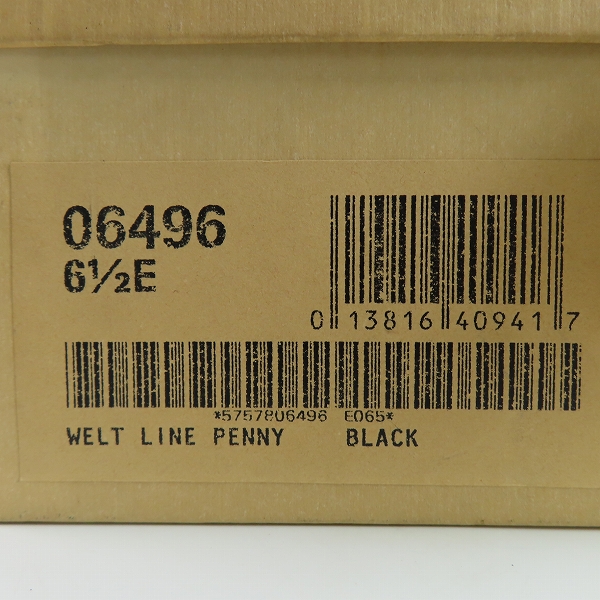 06496
6½E
0 13816 40941 7
*5757806496 E065*
WELT LINE PENNY BLACK